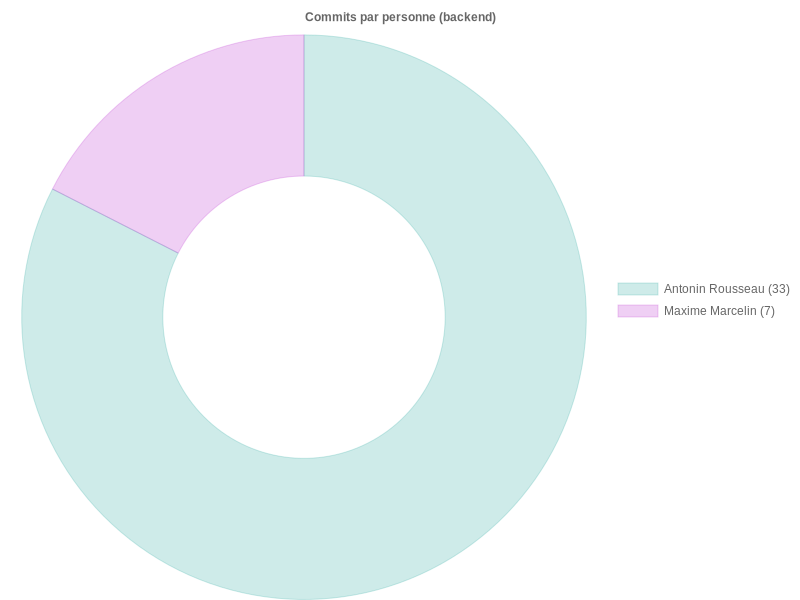 Commits par personne (backend)
Antonin Rousseau (33)
Maxime Marcelin (7)